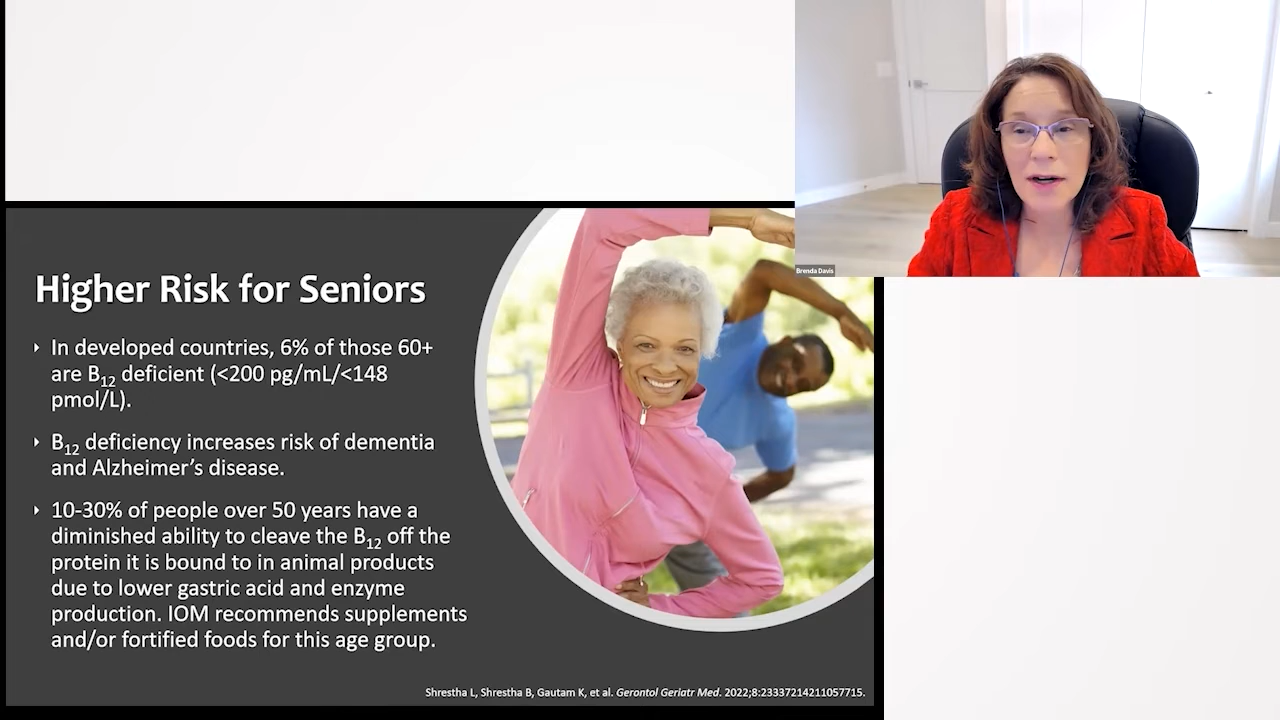 Brenda Davis
Higher Risk for Seniors
In developed countries, 6% of those 60+
are B12 deficient (<200 pg/mL/<148
pmol/L).
B12 deficiency increases risk of dementia
and Alzheimer's disease.
10-30% of people over 50 years have a
diminished ability to cleave the B12 off the
protein it is bound to in animal products
due to lower gastric acid and enzyme
production. IOM recommends supplements
and/or fortified foods for this age group.
Shrestha L, Shrestha B, Gautam K, et al. Gerontol Geriatr Med. 2022;8:23337214211057715.